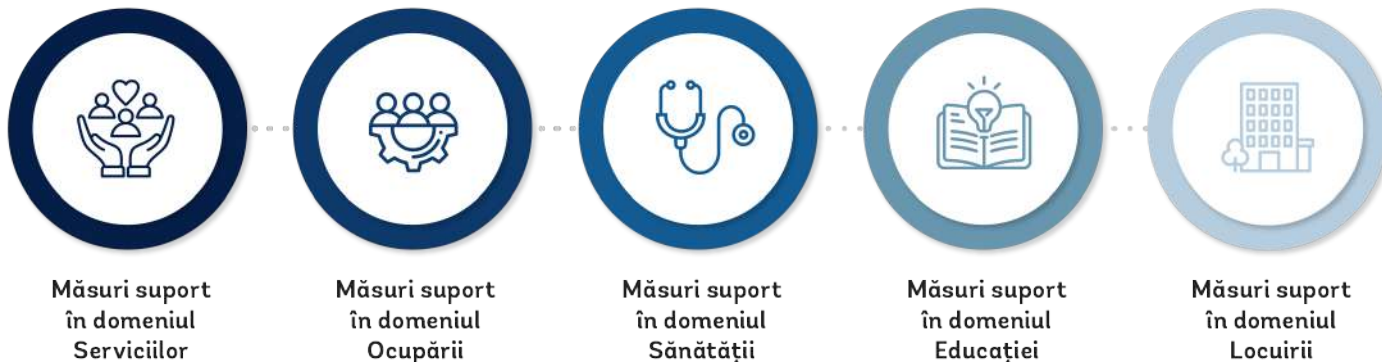 Măsuri suport
în domeniul
Serviciilor
Măsuri suport
în domeniul
Ocupării
Măsuri suport
în domeniul
Sănătății
Măsuri suport
în domeniul
Educației
Măsuri suport
în domeniul
Locuirii